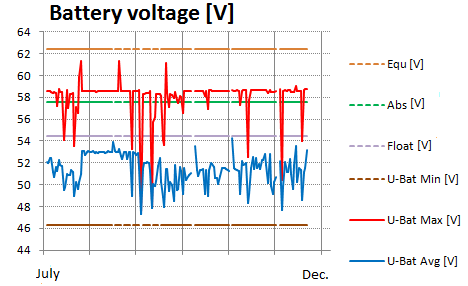 Battery voltage [V]
64
62
60
58
56
54
52
50
48
46
44
July
Dec.
Equ [V]
Abs [V]
Float [V]
U-Bat Min [V]
U-Bat Max [V]
U-Bat Avg [V]